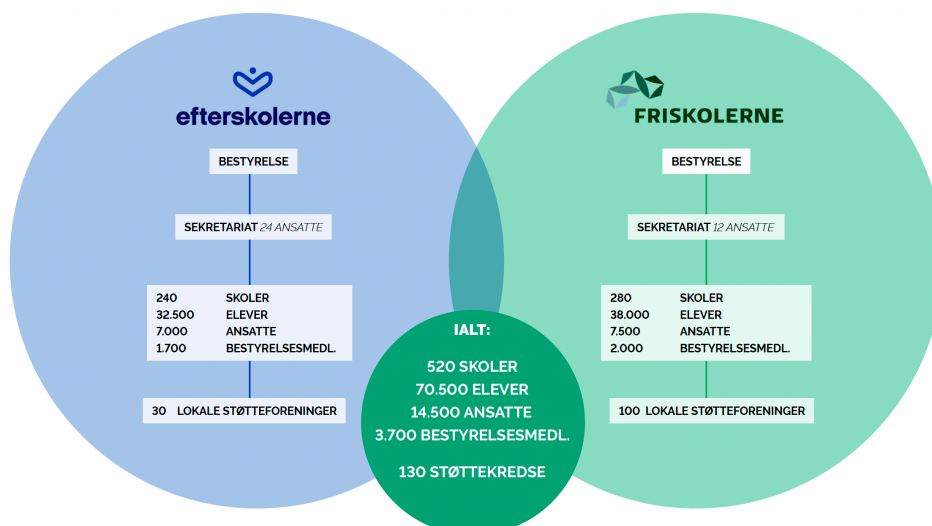 efterskolerne
BESTYRELSE
SEKRETARIAT 24 ANSATTE
240 SKOLER
32.500 ELEVER
7.000 ANSATTE
1.700 BESTYRELSESMEDL.
30 LOKALE STØTTEFORENINGER
FRISKOLERNE
BESTYRELSE
SEKRETARIAT 12 ANSATTE
280 SKOLER
38.000 ELEVER
7.500 ANSATTE
2.000 BESTYRELSESMEDL.
100 LOKALE STØTTEFORENINGER
IALT:
520 SKOLER
70.500 ELEVER
14.500 ANSATTE
3.700 BESTYRELSESMEDL.
130 STØTTEKREDSE